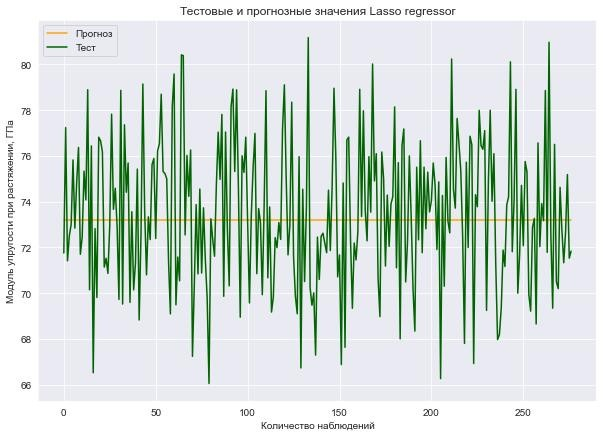 Тестовые и прогнозные значения Lasso regressor
Прогноз
Тест
Модуль упругости при растяжении, ГПа
80
78
76
74
72
70
68
66
0
50
100
150
200
250
Количество наблюдений